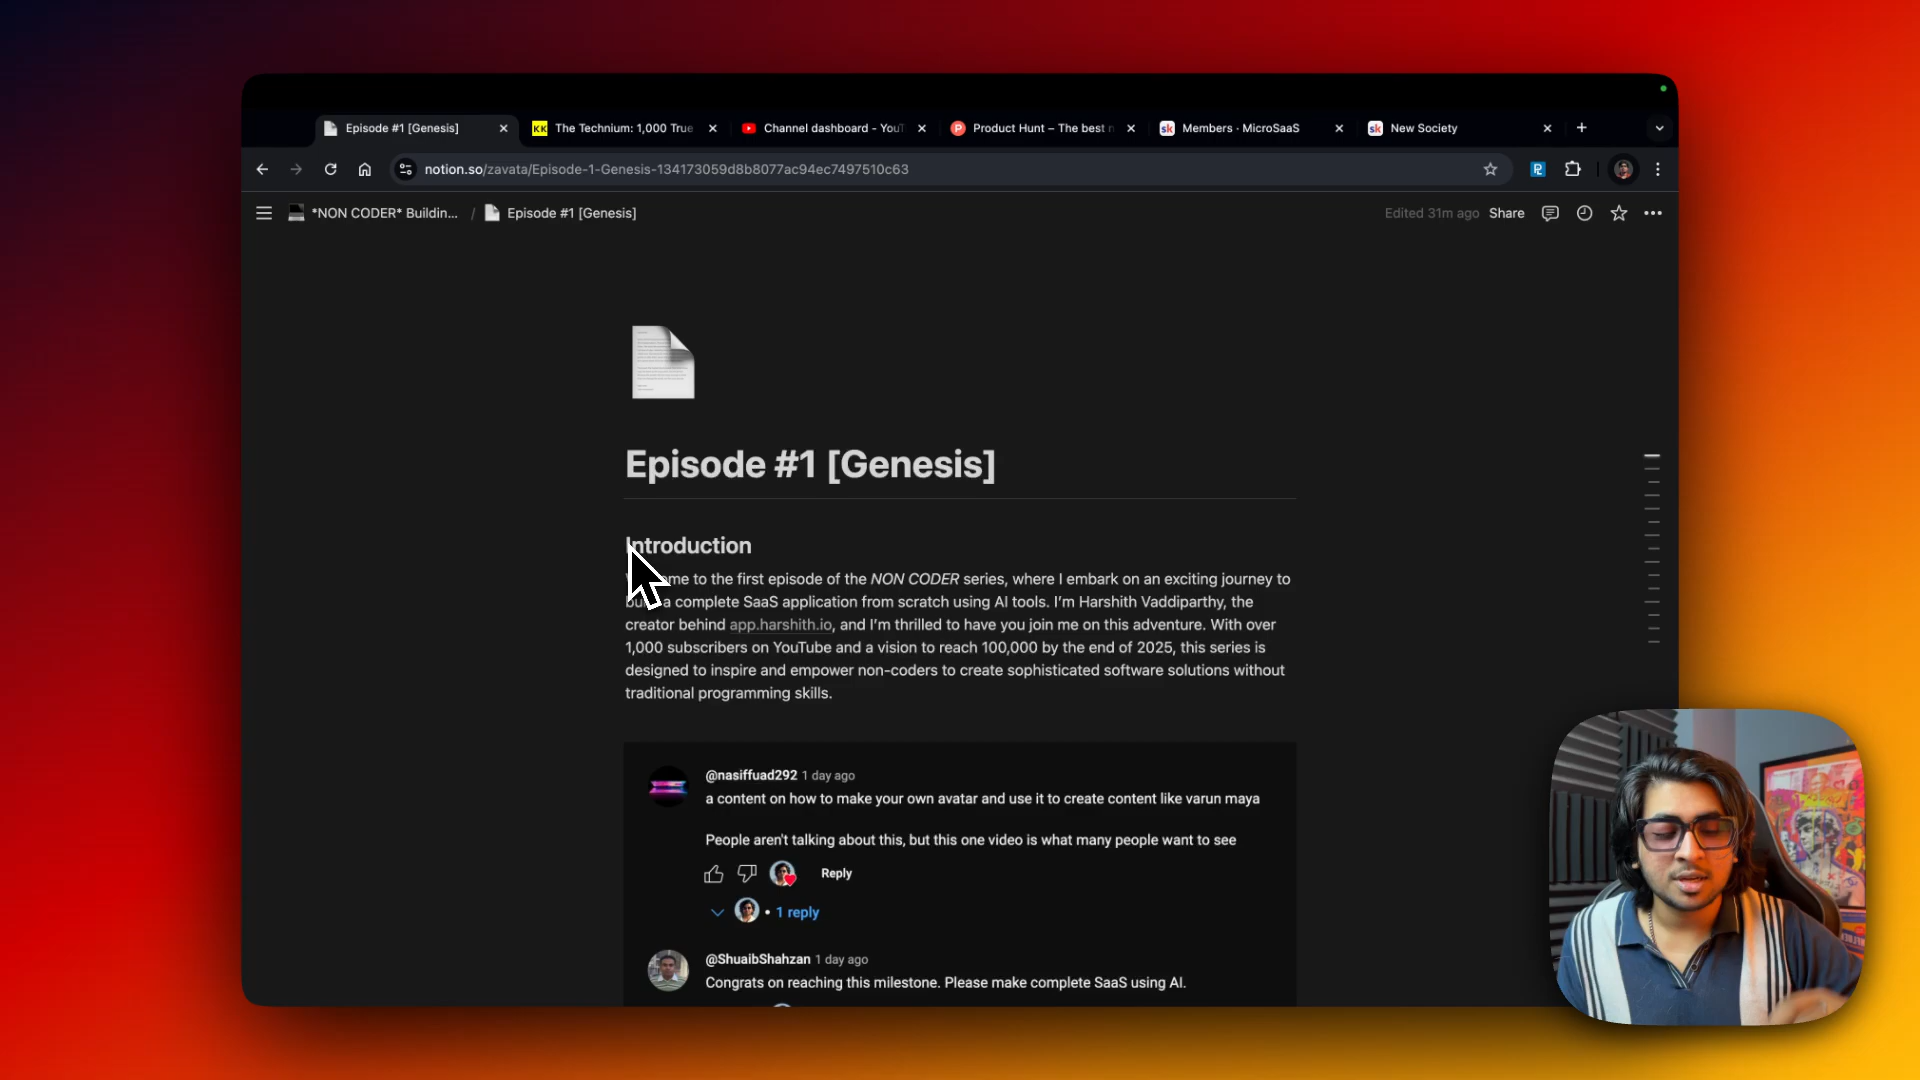 Episode #1 [Genesis]
The Technium: 1,000 True
Channel dashboard - YouT
Product Hunt – The best n
Members · MicroSaaS
New Society
notion.so/zavata/Episode-1-Genesis-134173059d8b8077ac94ec7497510c63
*NON CODER* Buildin... / Episode #1 [Genesis]
Edited 31m ago Share
Episode #1 [Genesis]
Introduction
to the first episode of the NON CODER series, where I embark on an exciting journey to
a complete SaaS application from scratch using AI tools. I'm Harshith Vaddiparthy, the
creator behind app.harshith.io, and I'm thrilled to have you join me on this adventure. With over
1,000 subscribers on YouTube and a vision to reach 100,000 by the end of 2025, this series is
designed to inspire and empower non-coders to create sophisticated software solutions without
traditional programming skills.
@nasiffuad292 1 day ago
a content on how to make your own avatar and use it to create content like varun maya
People aren't talking about this, but this one video is what many people want to see
Reply
• 1 reply
@ShuaibShahzan 1 day ago
Congrats on reaching this milestone. Please make complete SaaS using AI.